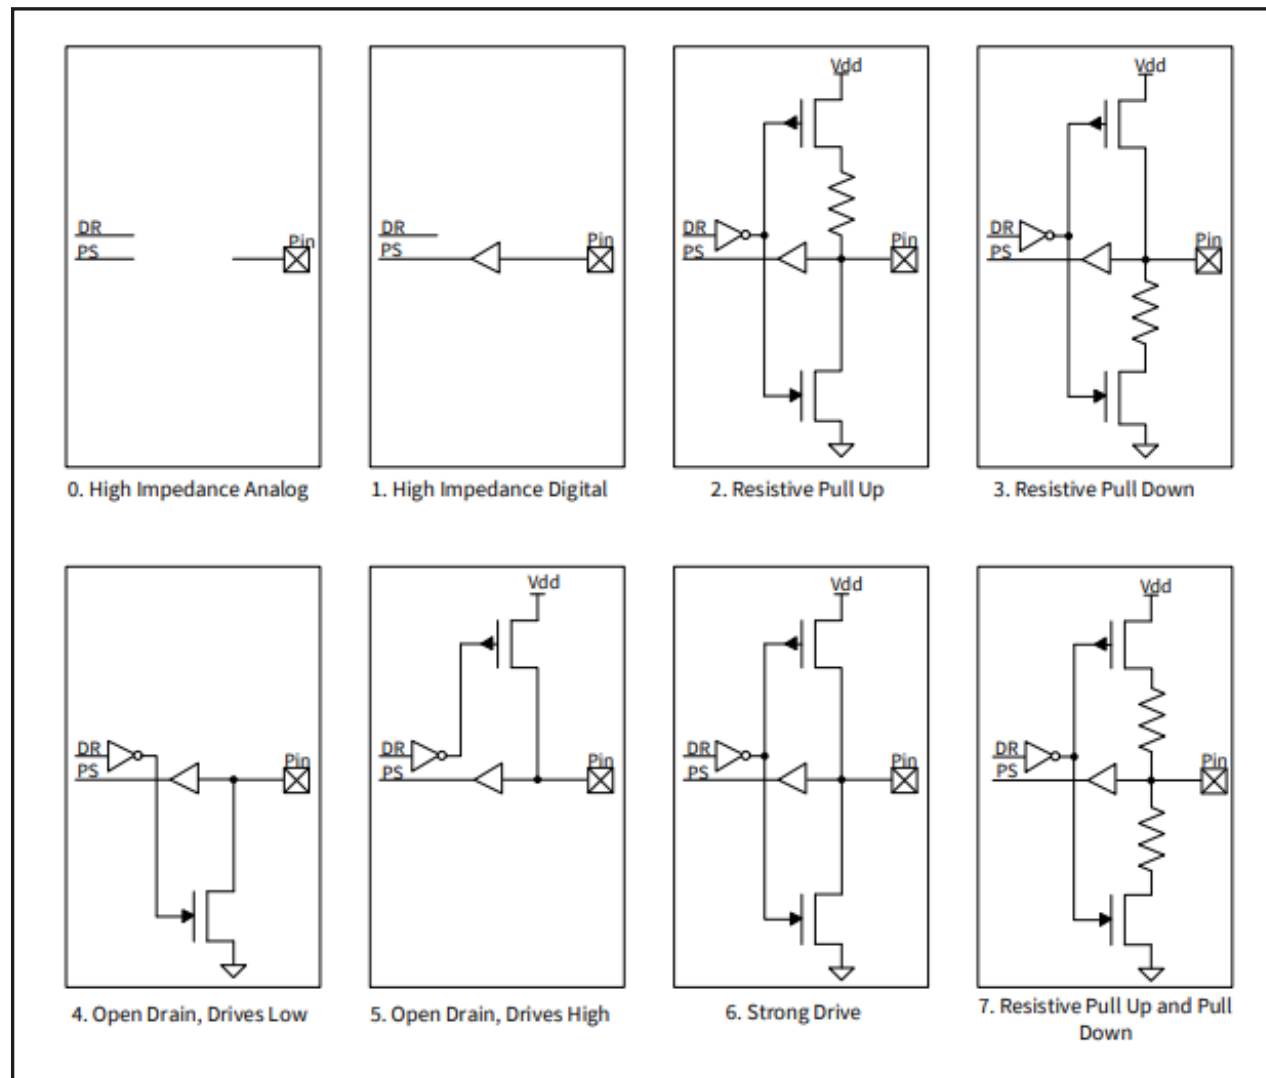 Vdd
Vdd
DR
PS
Pin
DR
PS
Pin
DR
PS
Pin
DR
PS
Pin
0. High Impedance Analog
1. High Impedance Digital
2. Resistive Pull Up
3. Resistive Pull Down
Vdd
Vdd
Vdd
DR
PS
Pin
DR
PS
Pin
DR
PS
Pin
DR
PS
Pin
4. Open Drain, Drives Low
5. Open Drain, Drives High
6. Strong Drive
7. Resistive Pull Up and Pull
Down